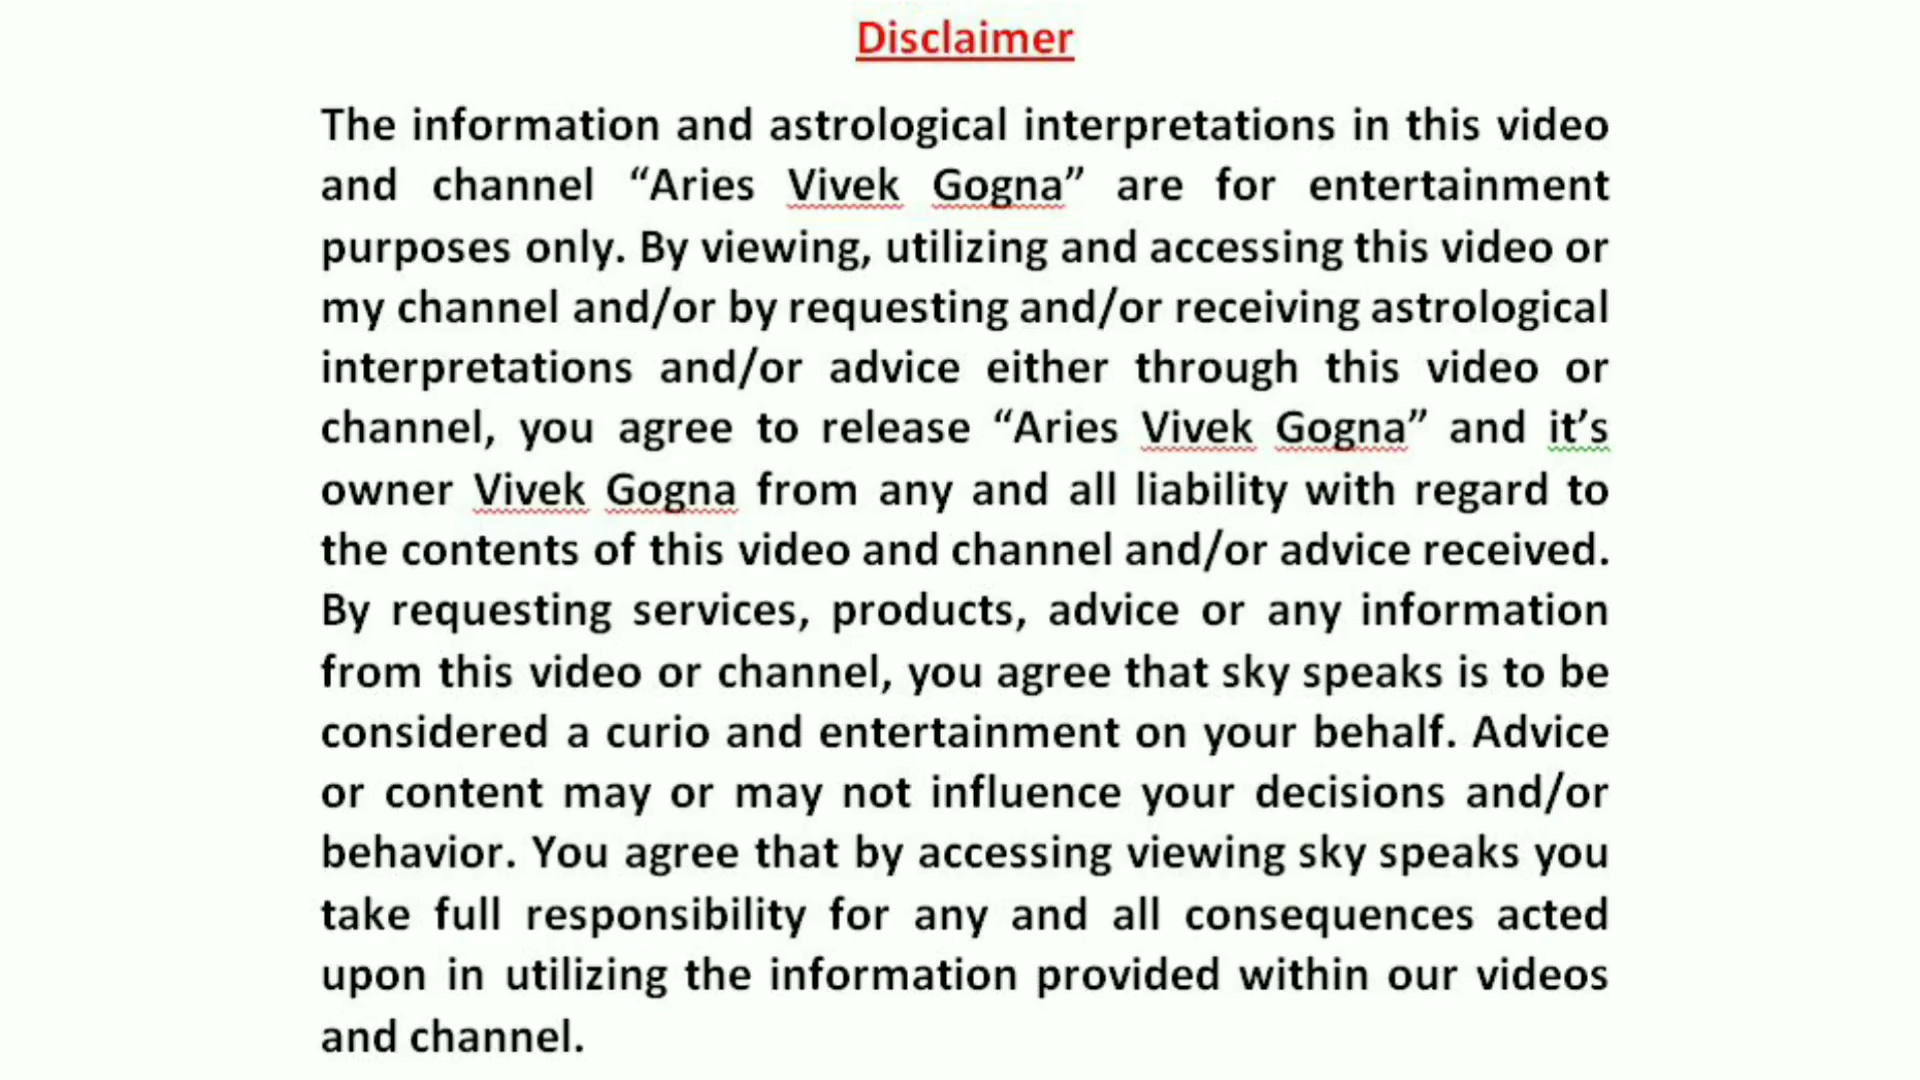 Disclaimer
The information and astrological interpretations in this video
and channel “Aries Vivek Gogna” are for entertainment
purposes only. By viewing, utilizing and accessing this video or
my channel and/or by requesting and/or receiving astrological
interpretations and/or advice either through this video or
channel, you agree to release “Aries Vivek Gogna” and it’s
owner Vivek Gogna from any and all liability with regard to
the contents of this video and channel and/or advice received.
By requesting services, products, advice or any information
from this video or channel, you agree that sky speaks is to be
considered a curio and entertainment on your behalf. Advice
or content may or may not influence your decisions and/or
behavior. You agree that by accessing viewing sky speaks you
take full responsibility for any and all consequences acted
upon in utilizing the information provided within our videos
and channel.